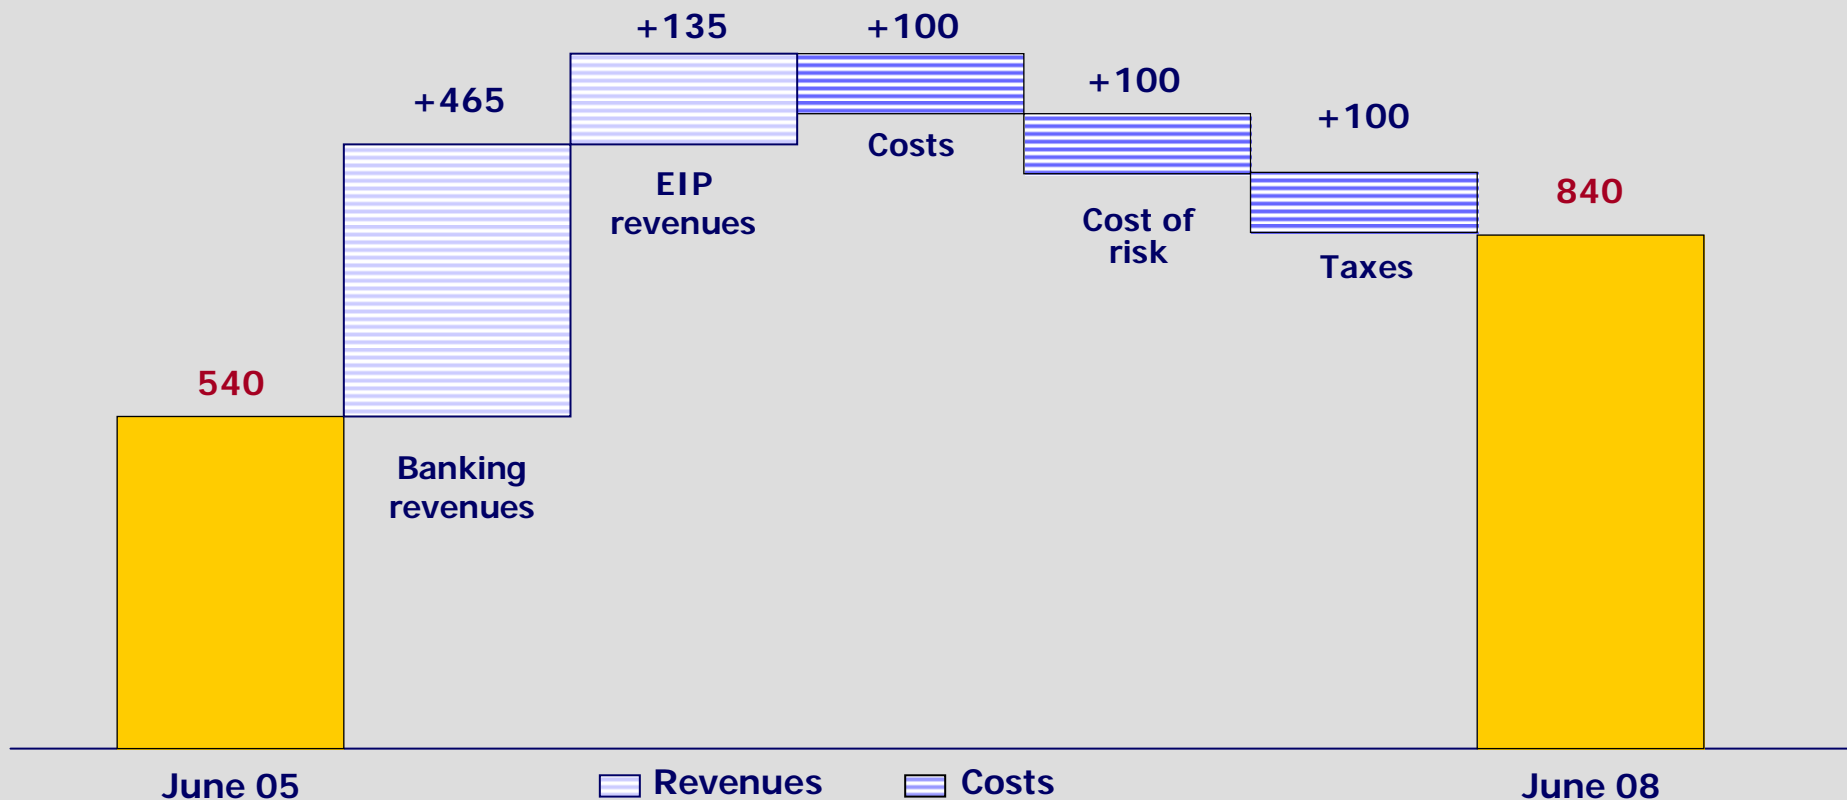 +135
+100
+465
+100
+100
Costs
EIP
revenues
840
Cost of
risk
Taxes
540
Banking
revenues
June 05
Revenues
Costs
June 08